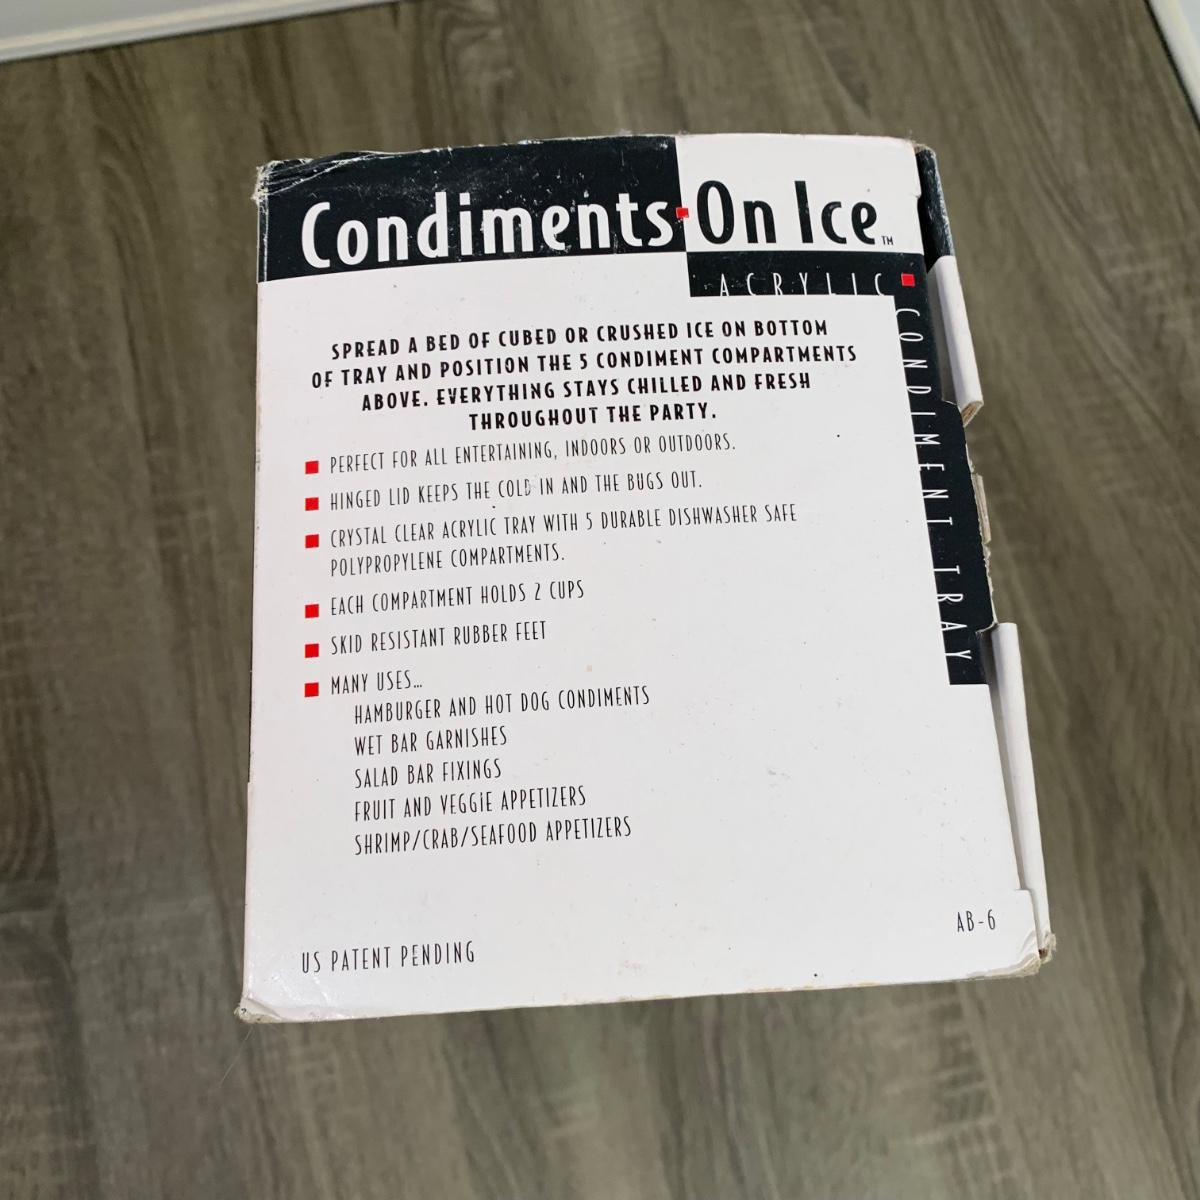 Condiments·On Ice™
ACRYLIC
CONDIMENT TRAY
SPREAD A BED OF CUBED OR CRUSHED ICE ON BOTTOM
OF TRAY AND POSITION THE 5 CONDIMENT COMPARTMENTS
ABOVE. EVERYTHING STAYS CHILLED AND FRESH
THROUGHOUT THE PARTY.
PERFECT FOR ALL ENTERTAINING, INDOORS OR OUTDOORS.
HINGED LID KEEPS THE COLD IN AND THE BUGS OUT.
CRYSTAL CLEAR ACRYLIC TRAY WITH 5 DURABLE DISHWASHER SAFE
POLYPROPYLENE COMPARTMENTS.
EACH COMPARTMENT HOLDS 2 CUPS
SKID RESISTANT RUBBER FEET
MANY USES...
HAMBURGER AND HOT DOG CONDIMENTS
WET BAR GARNISHES
SALAD BAR FIXINGS
FRUIT AND VEGGiE APPETIZERS
SHRIMP/CRAB/SEAFOOD APPETIZERS
US PATENT PENDING
AB-6